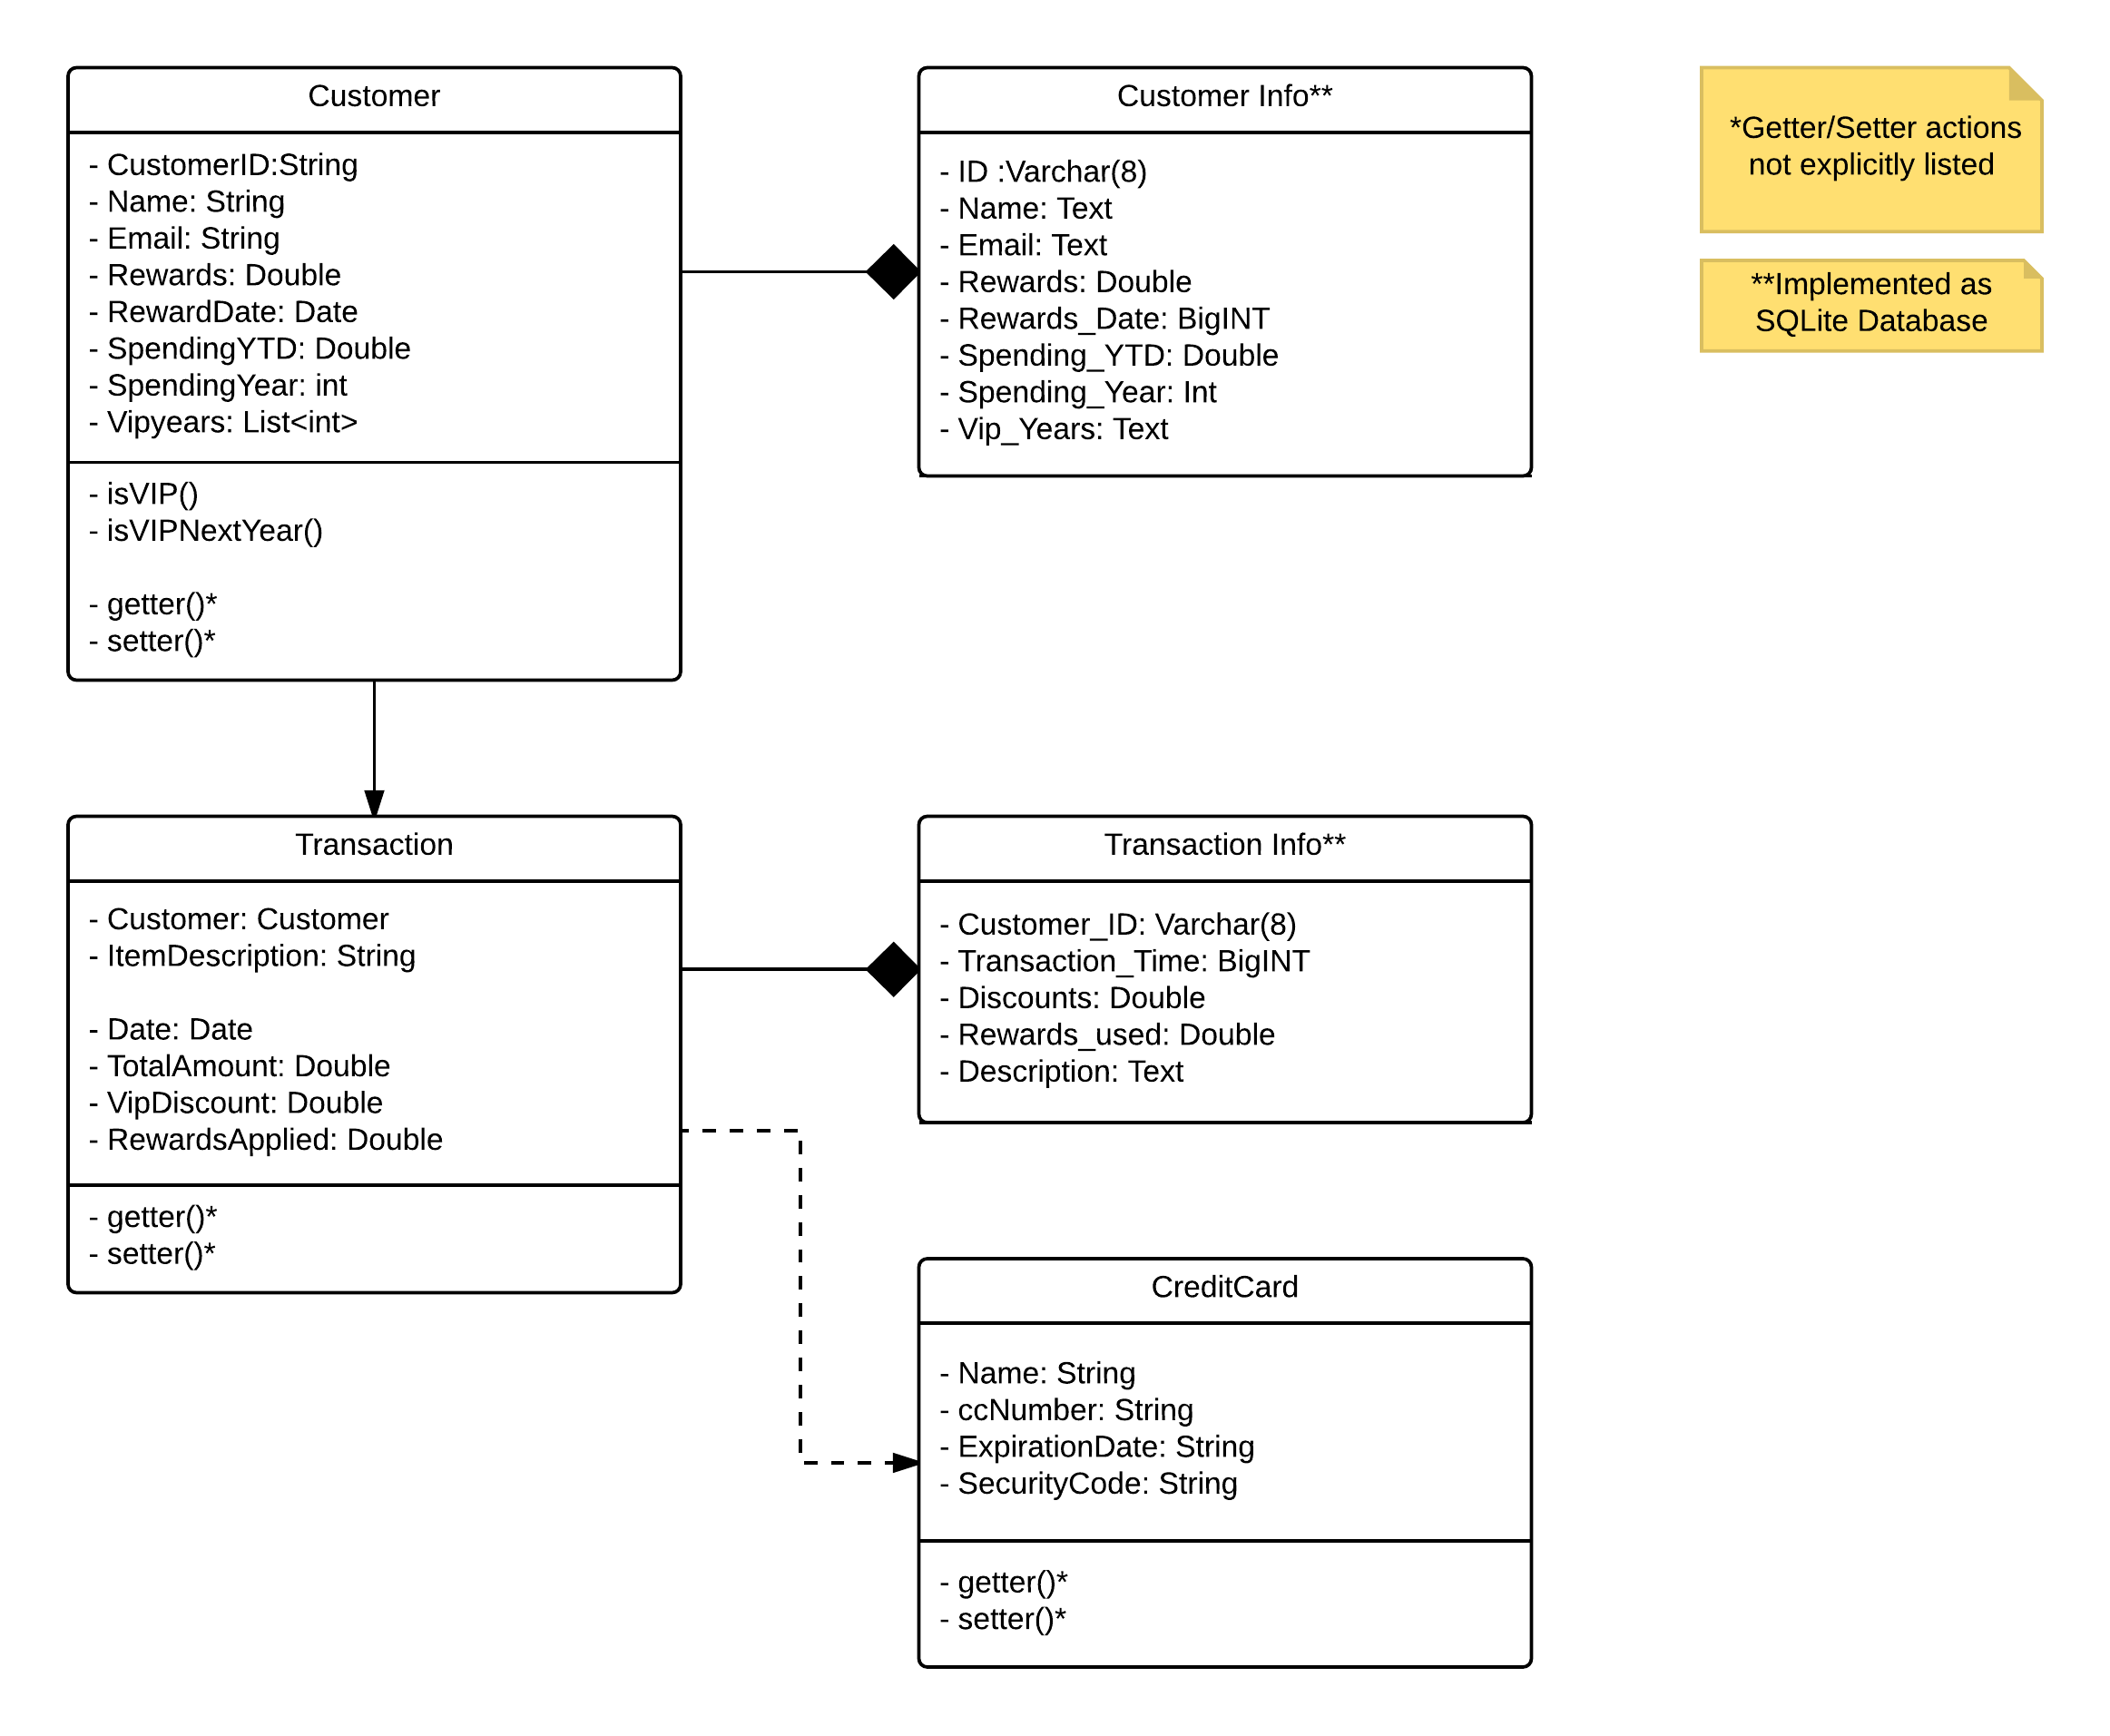 Customer
- CustomerID:String
- Name: String
- Email: String
- Rewards: Double
- RewardDate: Date
- SpendingYTD: Double
- SpendingYear: int
- Vipyears: List<int>
- isVIP()
- isVIPNextYear()
- getter()*
- setter()*
Customer Info**
- ID :Varchar(8)
- Name: Text
- Email: Text
- Rewards: Double
- Rewards_Date: BigINT
- Spending_YTD: Double
- Spending_Year: Int
- Vip_Years: Text
*Getter/Setter actions
not explicitly listed
**Implemented as
SQLite Database
Transaction
- Customer: Customer
- ItemDescription: String
- Date: Date
- TotalAmount: Double
- VipDiscount: Double
- RewardsApplied: Double
- getter()*
- setter()*
Transaction Info**
- Customer_ID: Varchar(8)
- Transaction_Time: BigINT
- Discounts: Double
- Rewards_used: Double
- Description: Text
CreditCard
- Name: String
- ccNumber: String
- ExpirationDate: String
- SecurityCode: String
- getter()*
- setter()*